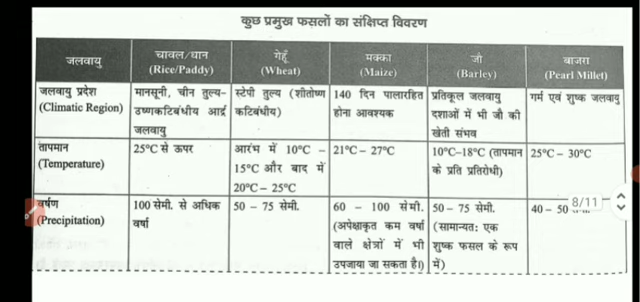 कुछ प्रमुख फसलों का संक्षिप्त विवरण
जलवायु
चावल/धान
(Rice/Paddy)
गेहूँ
(Wheat)
मक्का
(Maize)
जौ
(Barley)
बाजरा
(Pearl Millet)
जलवायु प्रदेश
(Climatic Region)
मानसूनी, चीन तुल्य-
उष्णकटिबंधीय आर्द्र
जलवायु
स्टेपी तुल्य (शीतोष्ण
कटिबंधीय)
140 दिन पालारहित
होना आवश्यक
प्रतिकूल जलवायु
दशाओं में भी जौ की
खेती संभव
गर्म एवं शुष्क जलवायु
तापमान
(Temperature)
25°C से ऊपर
आरंभ में 10°C –
15°C और बाद में
20°C – 25°C
21°C – 27°C
10°C–18°C (तापमान
के प्रति प्रतिरोधी)
25°C – 30°C
वर्षण
(Precipitation)
100 सेमी. से अधिक
वर्षा
50 – 75 सेमी.
60 – 100 सेमी.
(अपेक्षाकृत कम वर्षा
वाले क्षेत्रों में भी
उपजाया जा सकता है।)
50 – 75 सेमी.
(सामान्यत: एक
शुष्क फसल के रूप
में)
40 – 50
8/11